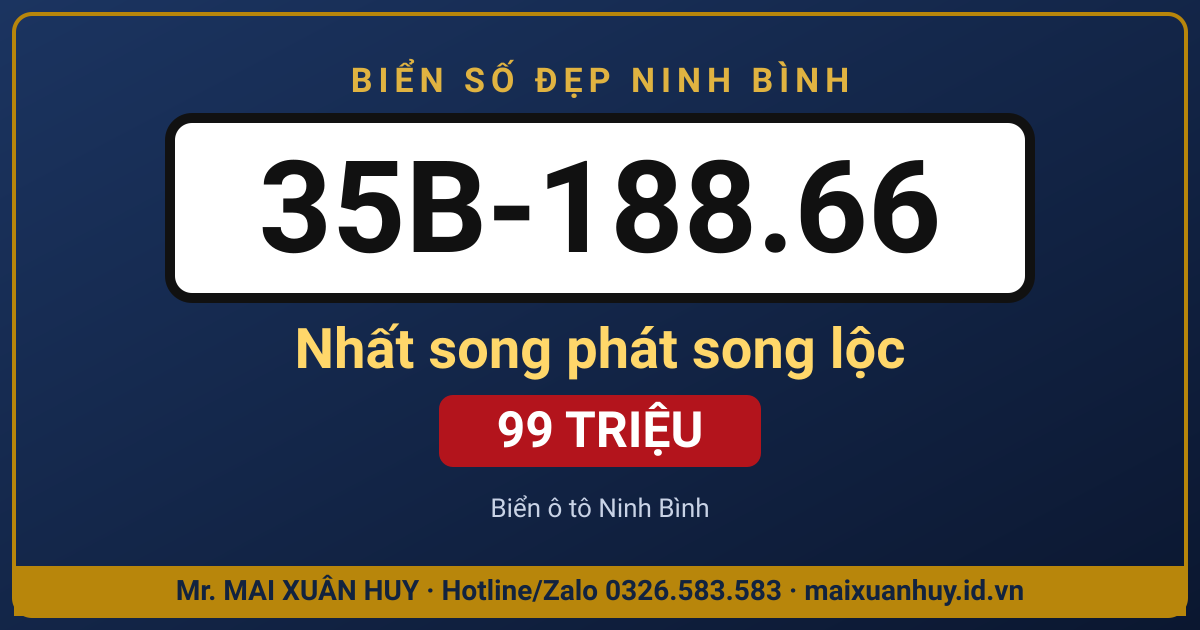 BIỂN SỐ ĐẸP NINH BÌNH
35B-188.66
Nhất song phát song lộc
99 TRIỆU
Biển ô tô Ninh Bình
Mr. MAI XUÂN HUY · Hotline/Zalo 0326.583.583 · maixuanhuy.id.vn